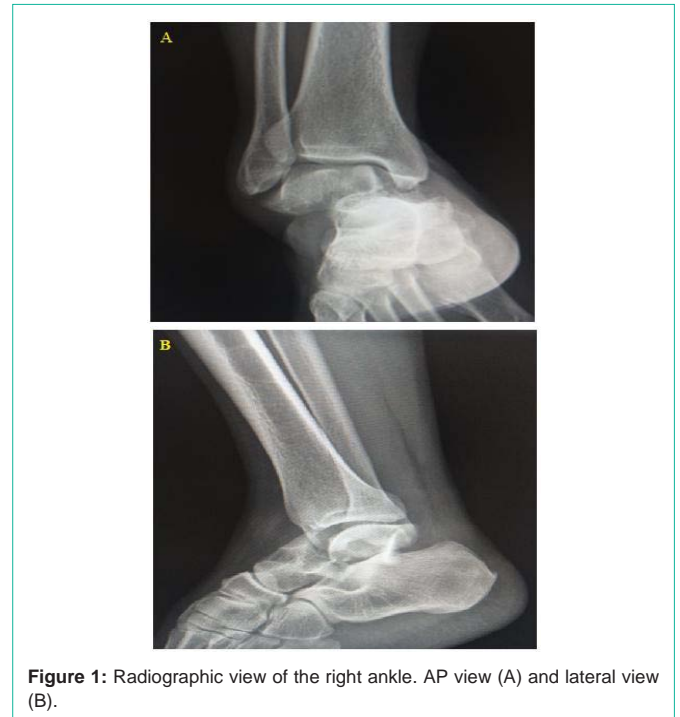 A
B
Figure 1: Radiographic view of the right ankle. AP view (A) and lateral view
(B).